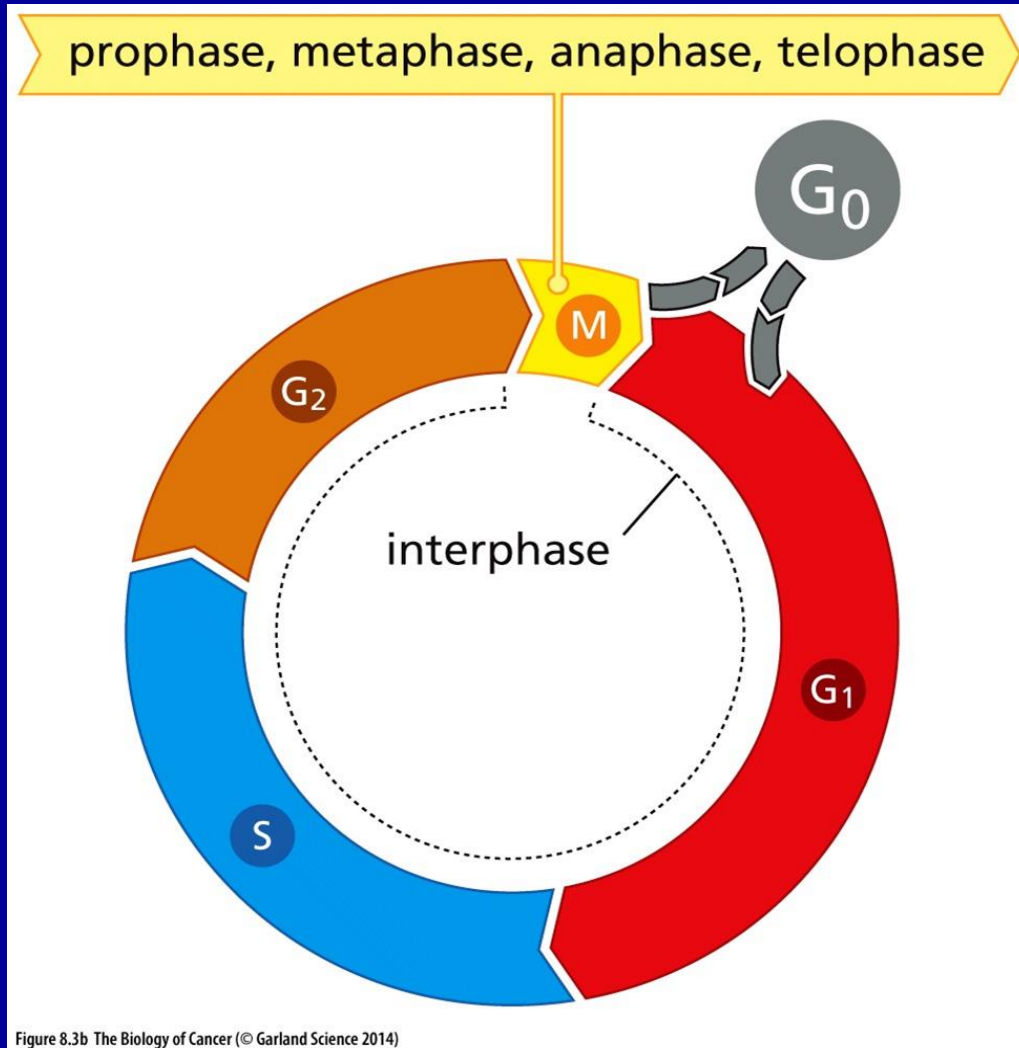 prophase, metaphase, anaphase, telophase
G₀
M
G₂
interphase
G₁
S
Figure 8.3b The Biology of Cancer (© Garland Science 2014)